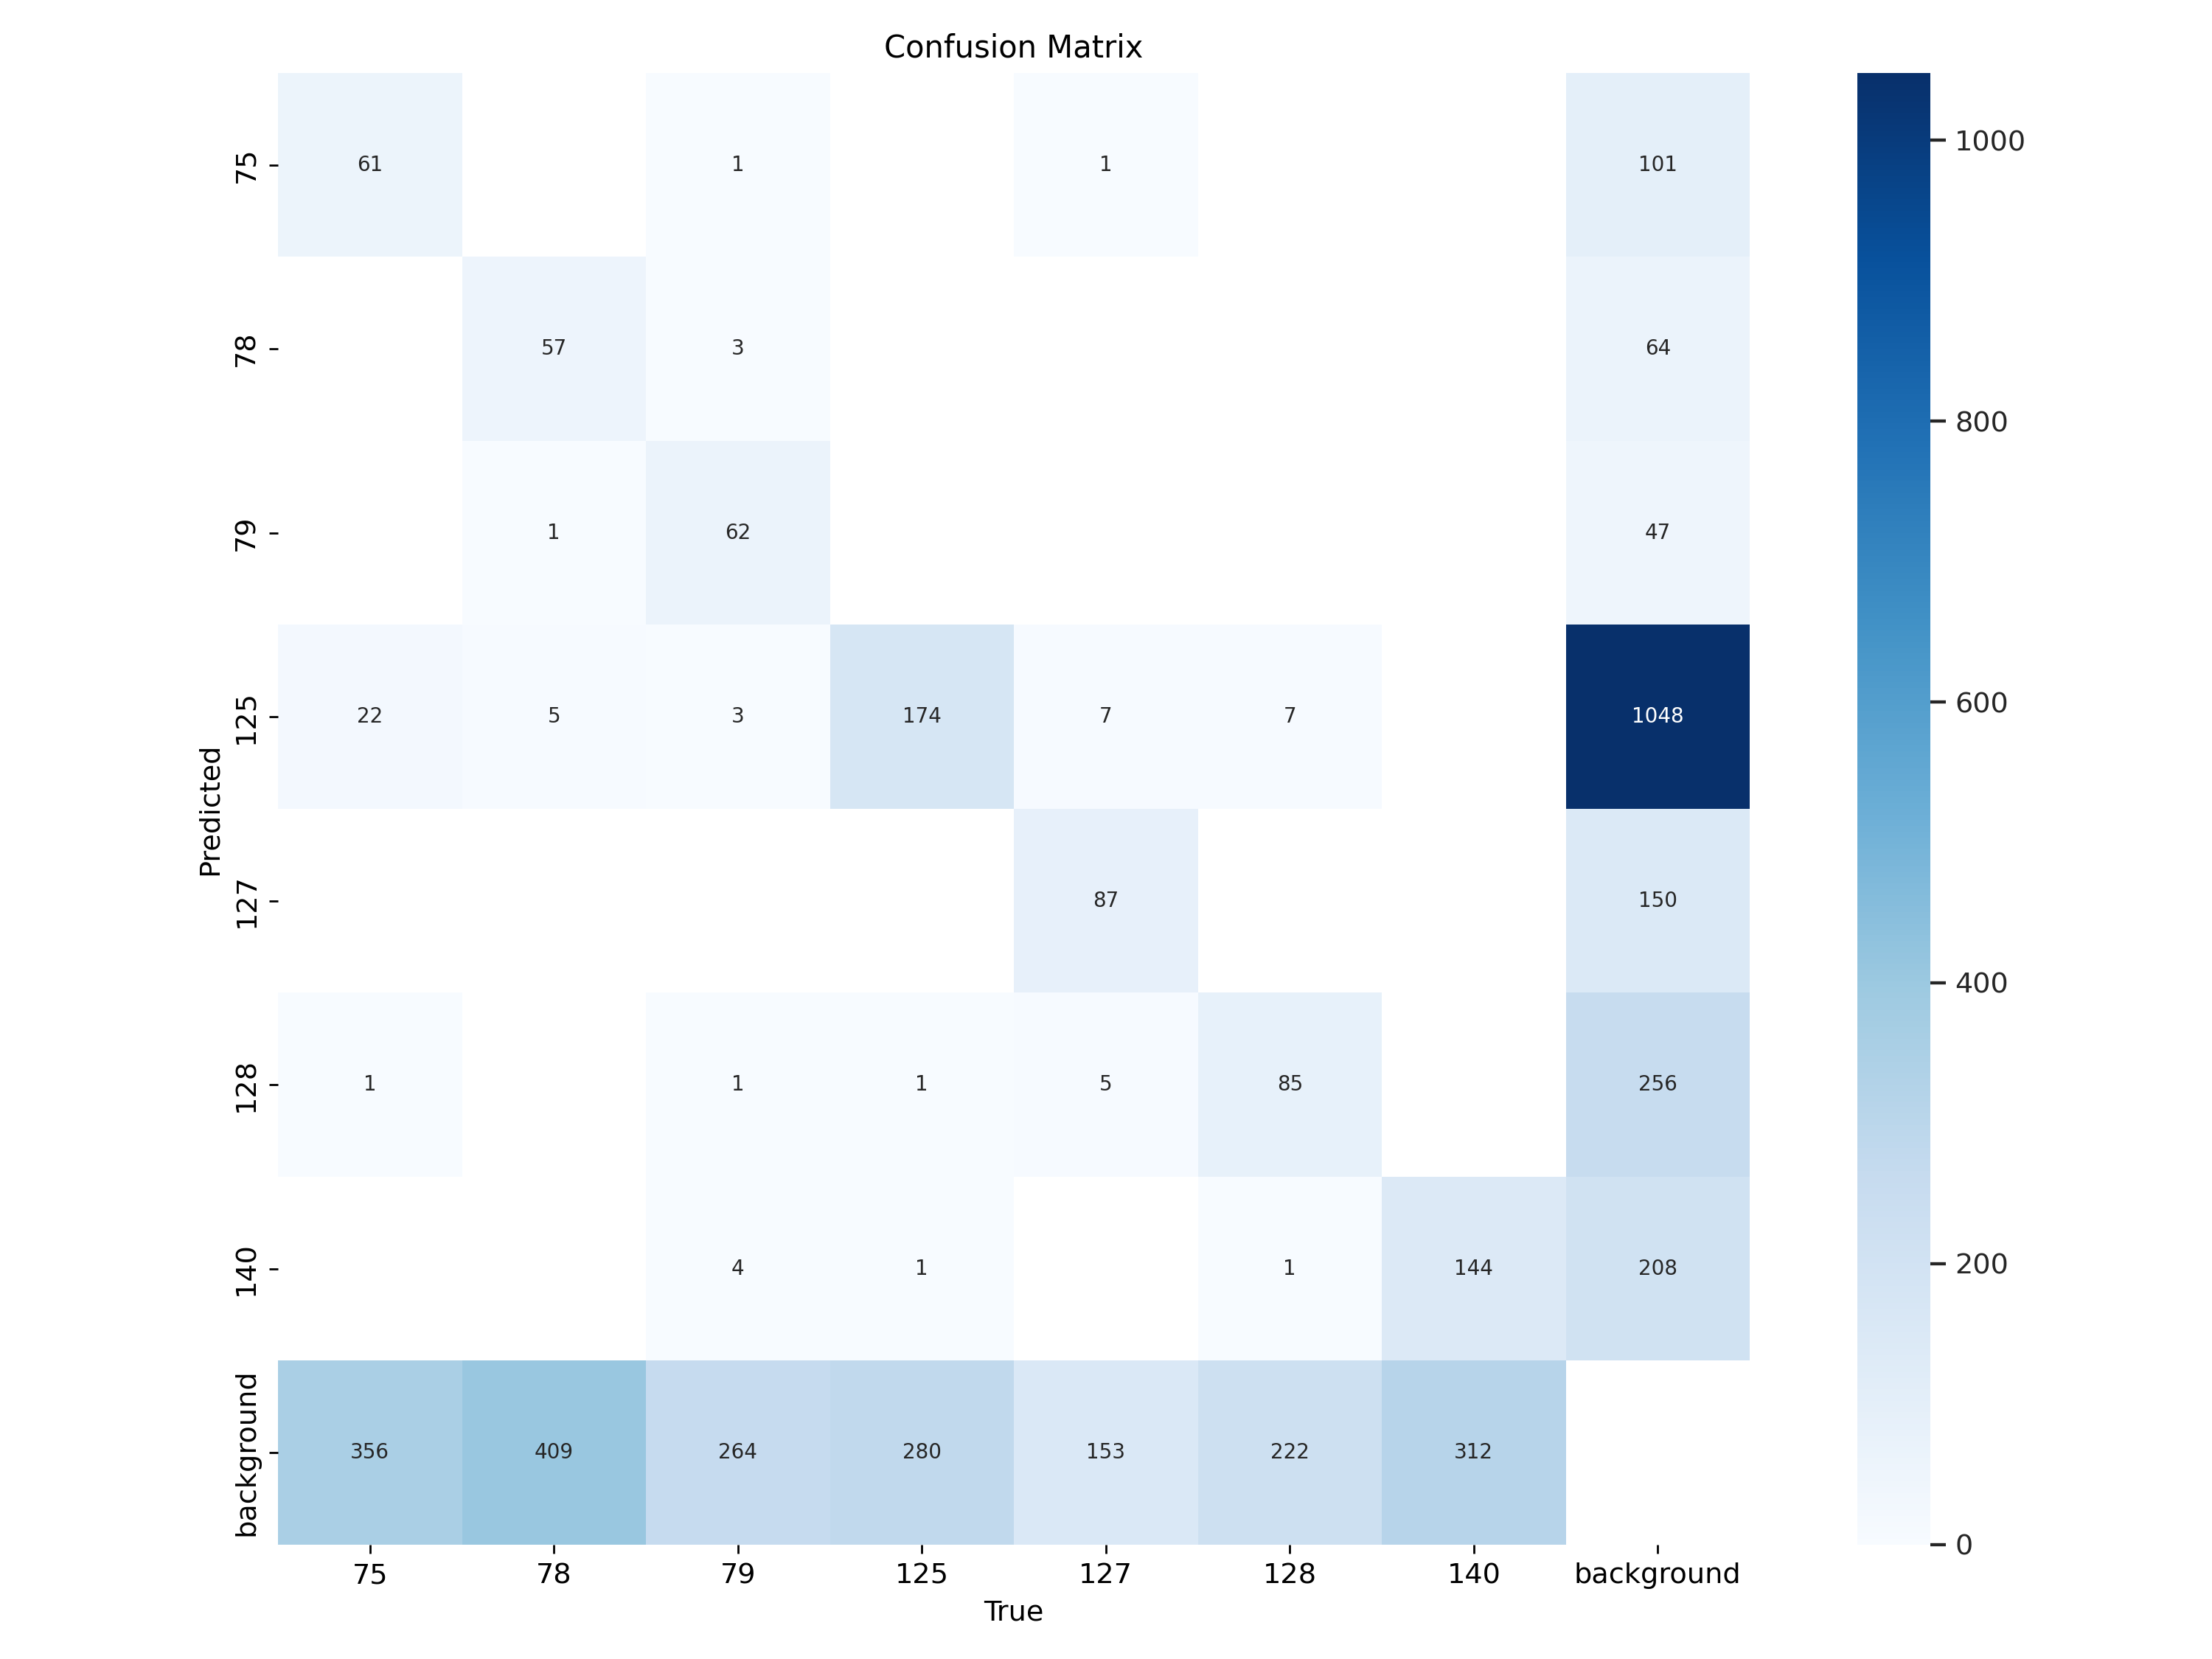 Confusion Matrix
75 61 1 1 101
78 57 3 64
79 1 62 47
125 22 5 3 174 7 7 1048
127 87 150
128 1 1 1 5 85 256
140 4 1 1 144 208
background 356 409 264 280 153 222 312
75 78 79 125 127 128 140 background
True
Predicted
1000
800
600
400
200
0